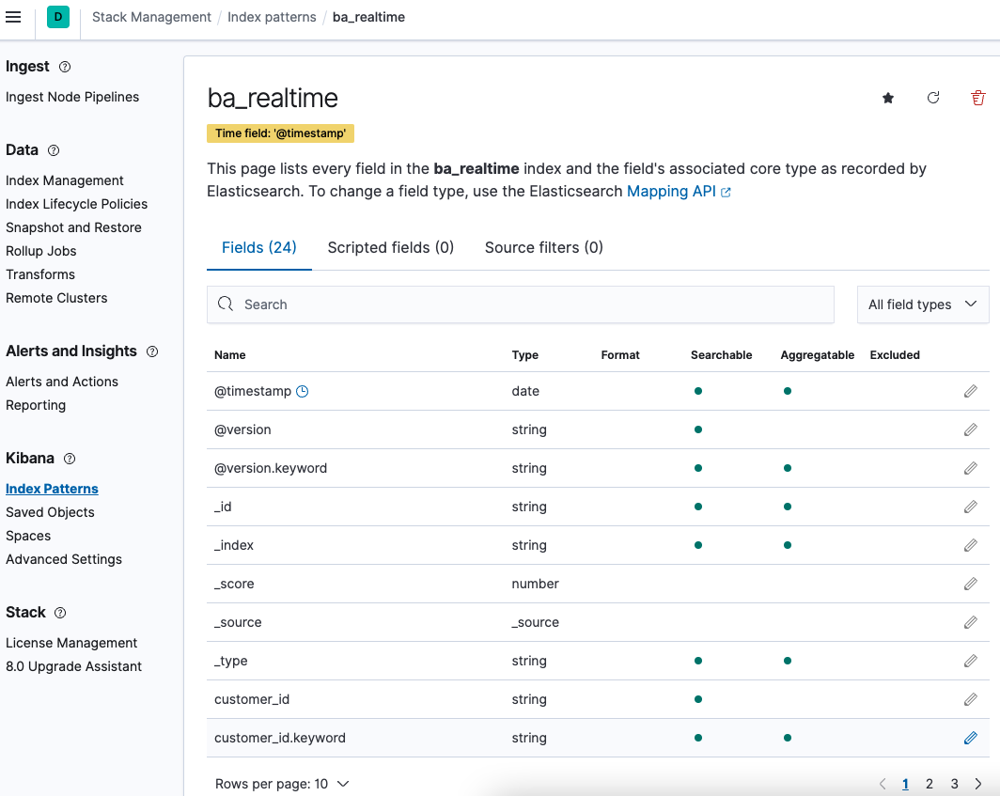 D Stack Management / Index patterns / ba_realtime
Ingest
Ingest Node Pipelines
Data
Index Management
Index Lifecycle Policies
Snapshot and Restore
Rollup Jobs
Transforms
Remote Clusters
Alerts and Insights
Alerts and Actions
Reporting
Kibana
Index Patterns
Saved Objects
Spaces
Advanced Settings
Stack
License Management
8.0 Upgrade Assistant
ba_realtime
Time field: '@timestamp'
This page lists every field in the ba_realtime index and the field's associated core type as recorded by
Elasticsearch. To change a field type, use the Elasticsearch Mapping API
Fields (24) Scripted fields (0) Source filters (0)
Search All field types
Name Type Format Searchable Aggregatable Excluded
@timestamp date
@version string
@version.keyword string
_id string
_index string
_score number
_source _source
_type string
customer_id string
customer_id.keyword string
Rows per page: 10 1 2 3